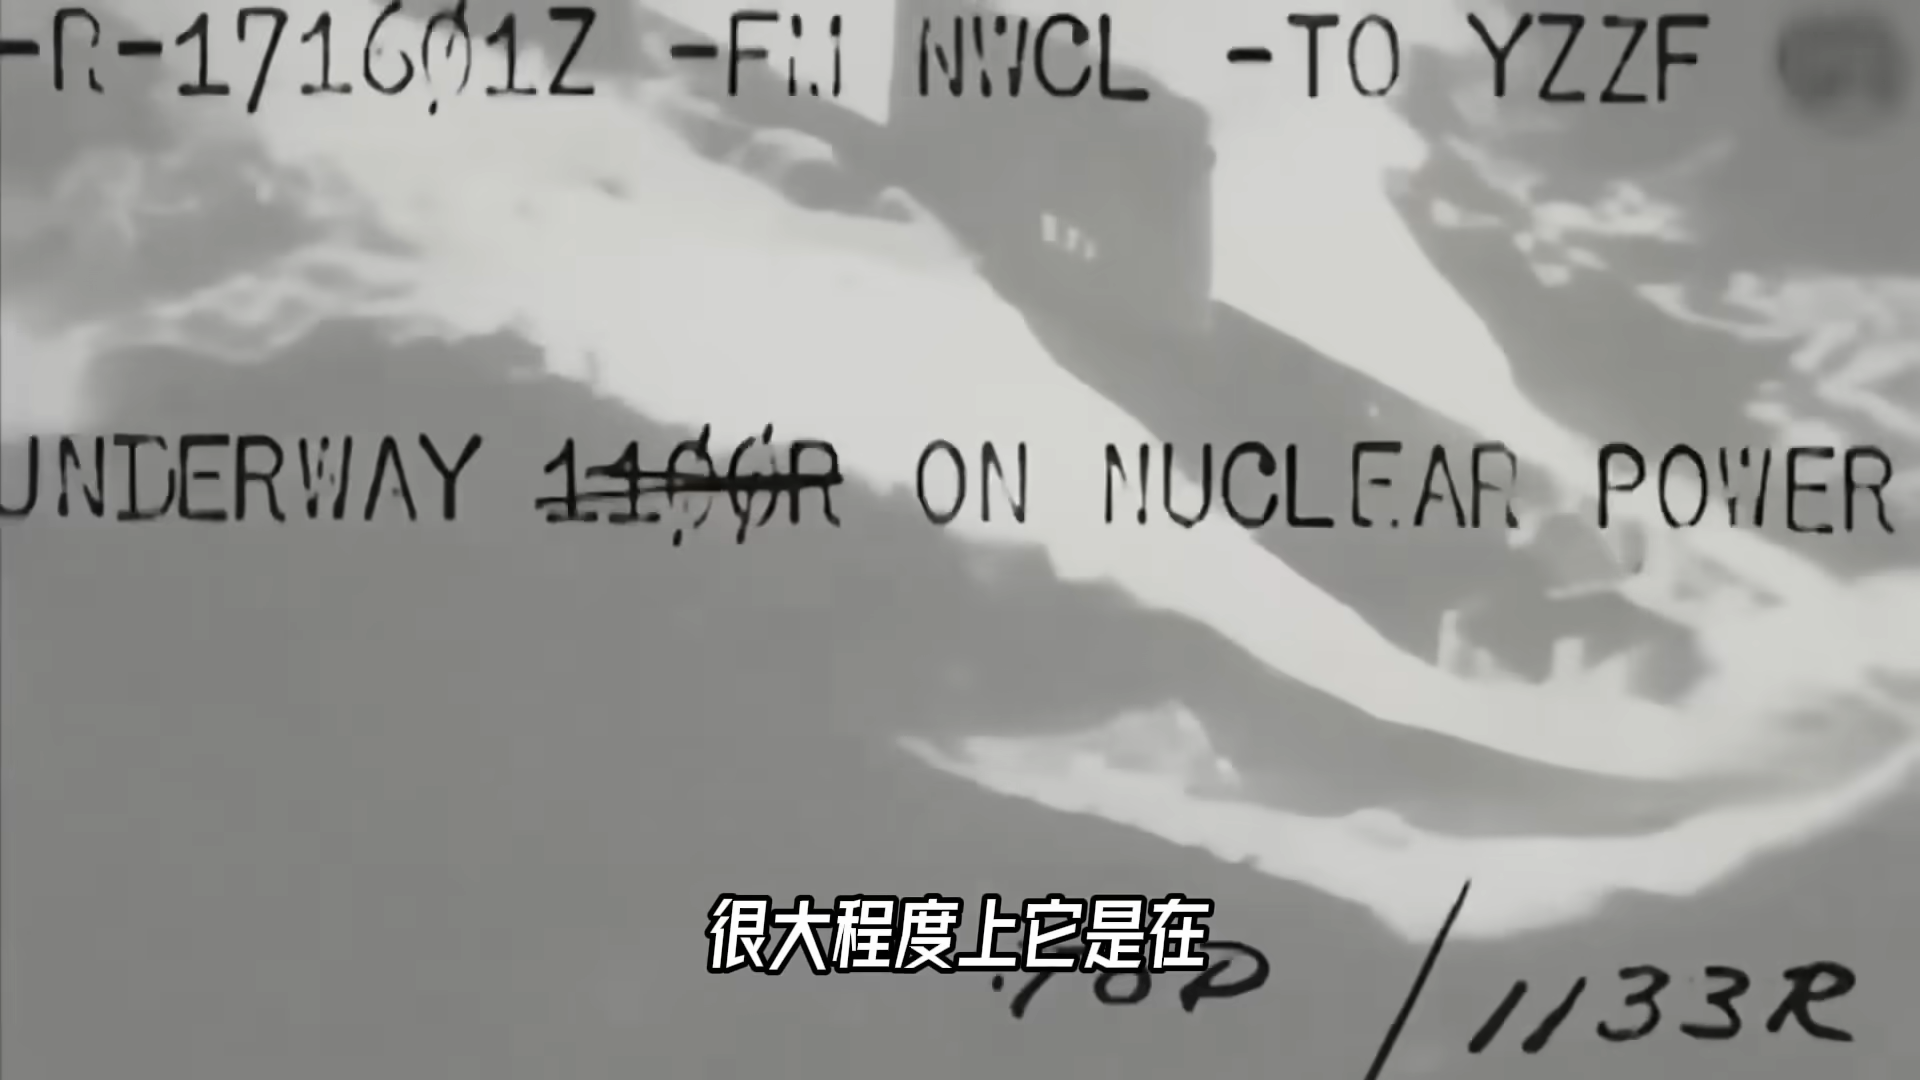 -R-171601Z -FM NWCL -TO YZZF
UNDERWAY 1100R ON NUCLEAR POWER
很大程度上它是在
/1133R